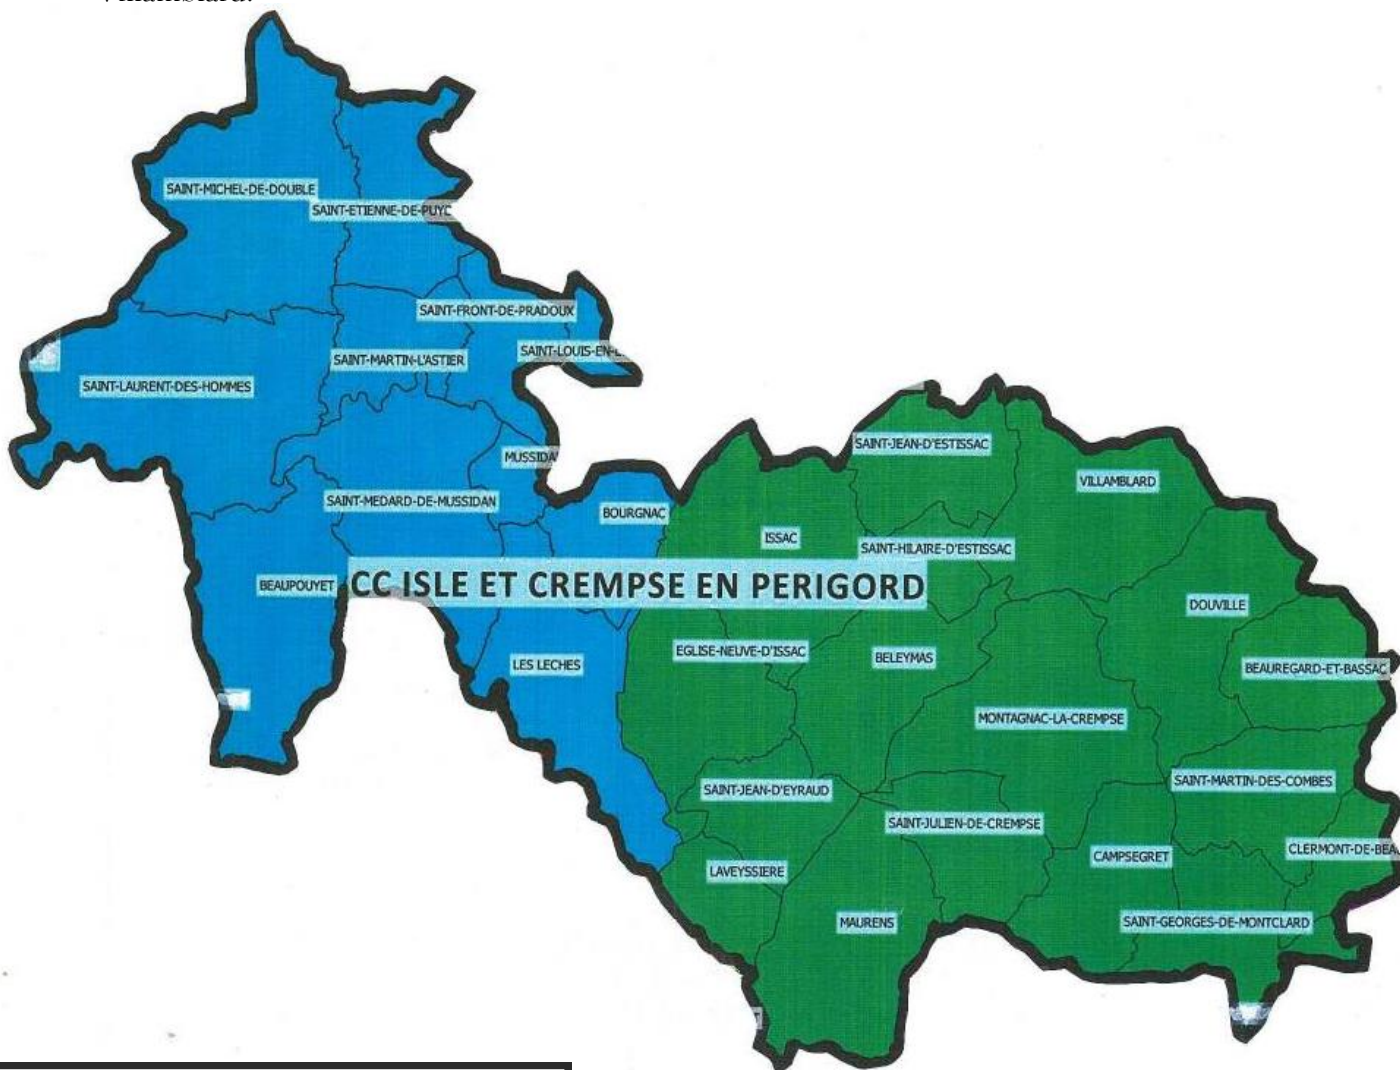 SAINT-MICHEL-DE-DOUBLE
SAINT-ETIENNE-DE-PUYC
SAINT-FRONT-DE-PRADOUX
SAINT-LOUIS-EN-L
SAINT-MARTIN-L'ASTIER
SAINT-LAURENT-DES-HOMMES
SAINT-JEAN-D'ESTISSAC
MUSSIDA
VILLAMBLARD
SAINT-MEDARD-DE-MUSSIDAN
BOURGNAC
ISSAC
SAINT-HILAIRE-D'ESTISSAC
BEAUPOUYET
CC ISLE ET CREMPSE EN PERIGORD
DOUVILLE
EGLISE-NEUVE-D'ISSAC
BELEYMAS
LES LECHES
BEAUREGARD-ET-BASSAC
MONTAGNAC-LA-CREMPSE
SAINT-MARTIN-DES-COMBES
SAINT-JEAN-D'EYRAUD
SAINT-JULIEN-DE-CREMPSE
CLERMONT-DE-BEAU
CAMPSEGRET
LAVEYSSIERE
MAURENS
SAINT-GEORGES-DE-MONTCLARD